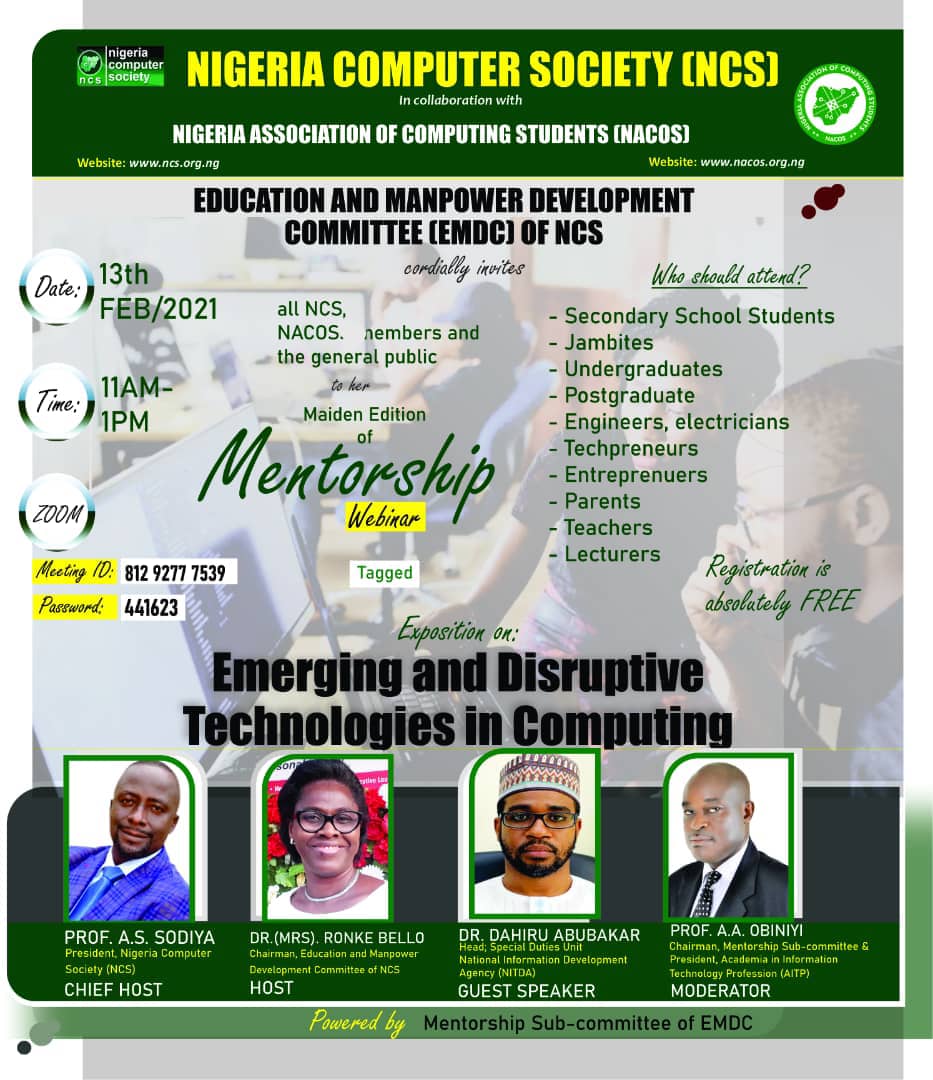 nigeria
computer
society
ncs
NIGERIA COMPUTER SOCIETY (NCS)
In collaboration with
NIGERIA ASSOCIATION OF COMPUTING STUDENTS (NACOS)
NIGERIA ASSOCIATION OF COMPUTING STUDENTS
NACOS
Website: www.ncs.org.ng
Website: www.nacos.org.ng
EDUCATION AND MANPOWER DEVELOPMENT
COMMITTEE (EMDC) OF NCS
cordially invites
Date:
13th
FEB/2021
Time:
11AM-
1PM
ZOOM
Meeting ID: 812 9277 7539
Password: 441623
all NCS,
NACOS. members and
the general public
to her
Maiden Edition
of
Mentorship
Webinar
Tagged
Who should attend?
- Secondary School Students
- Jambites
- Undergraduates
- Postgraduate
- Engineers, electricians
- Techpreneurs
- Entreprenuers
- Parents
- Teachers
- Lecturers
Registration is
absolutely FREE
Exposition on:
Emerging and Disruptive
Technologies in Computing
PROF. A.S. SODIYA
President, Nigeria Computer
Society (NCS)
CHIEF HOST
DR.(MRS). RONKE BELLO
Chairman, Education and Manpower
Development Committee of NCS
HOST
DR. DAHIRU ABUBAKAR
Head; Special Duties Unit
National Information Development
Agency (NITDA)
GUEST SPEAKER
PROF. A.A. OBINIYI
Chairman, Mentorship Sub-committee &
President, Academia in Information
Technology Profession (AITP)
MODERATOR
Powered by Mentorship Sub-committee of EMDC